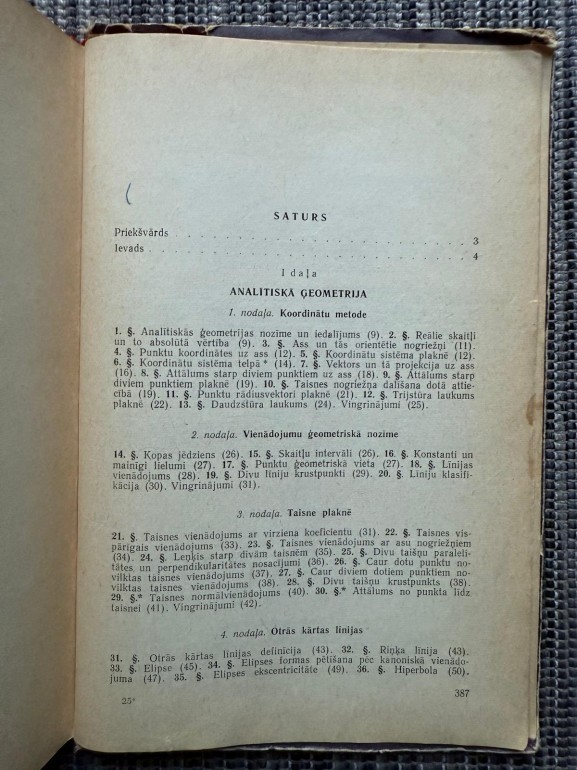 SATURS
Priekšvārds . . . . . . . . . . . . . . . . . . . . . . 3
Ievads . . . . . . . . . . . . . . . . . . . . . . . . 4
I daļa
ANALĪTISKĀ ĢEOMETRIJA
1. nodaļa. Koordinātu metode
1. §. Analītiskās ģeometrijas nozīme un iedalījums (9). 2. §. Reālie skaitļi
un to absolūtā vērtība (9). 3. §. Ass un tās orientētie nogriežņi (11).
4. §. Punktu koordinātes uz ass (12). 5. §. Koordinātu sistēma plaknē (12).
6. §. Koordinātu sistēma telpā * (14). 7. §. Vektors un tā projekcija uz ass
(16). 8. §. Attālums starp diviem punktiem uz ass (18). 9. §. Attālums starp
diviem punktiem plaknē (19). 10. §. Taisnes nogriežņa dalīšana dotā attie-
cībā (19). 11. §. Punktu rādiusvektori plaknē (21). 12. §. Trijstūra laukums
plaknē (22). 13. §. Daudzstūra laukums (24). Vingrinājumi (25).
2. nodaļa. Vienādojumu ģeometriskā nozīme
14. §. Kopas jēdziens (26). 15. §. Skaitļu intervāli (26). 16. §. Konstanti un
mainīgi lielumi (27). 17. §. Punktu ģeometriskā vieta (27). 18. §. Līnijas
vienādojums (28). 19. §. Divu līniju krustpunkti (29). 20. §. Līniju klasifi-
kācija (30). Vingrinājumi (31).
3. nodaļa. Taisne plaknē
21. §. Taisnes vienādojums ar virziena koeficientu (31). 22. §. Taisnes vis-
pārīgais vienādojums (33). 23. §. Taisnes vienādojums ar asu nogriežņiem
(34). 24. §. Leņķis starp divām taisnēm (35). 25. §. Divu taišņu paralēli-
tātes un perpendikularitātes nosacījumi (36). 26. §. Caur dotu punktu no-
vilktas taisnes vienādojums (37). 27. §. Caur diviem dotiem punktiem no-
vilktas taisnes vienādojums (38). 28. §. Divu taišņu krustpunkts (38).
29. §.* Taisnes normālvienādojums (40). 30. §.* Attālums no punkta līdz
taisnei (41). Vingrinājumi (42).
4. nodaļa. Otrās kārtas līnijas
31. §. Otrās kārtas līnijas definīcija (43). 32. §. Riņķa līnija (43).
33. §. Elipse (45). 34. §. Elipses formas pētīšana pēc kanoniskā vienādo-
juma (47). 35. §. Elipses ekscentricitāte (49). 36. §. Hiperbola (50).
25* 387